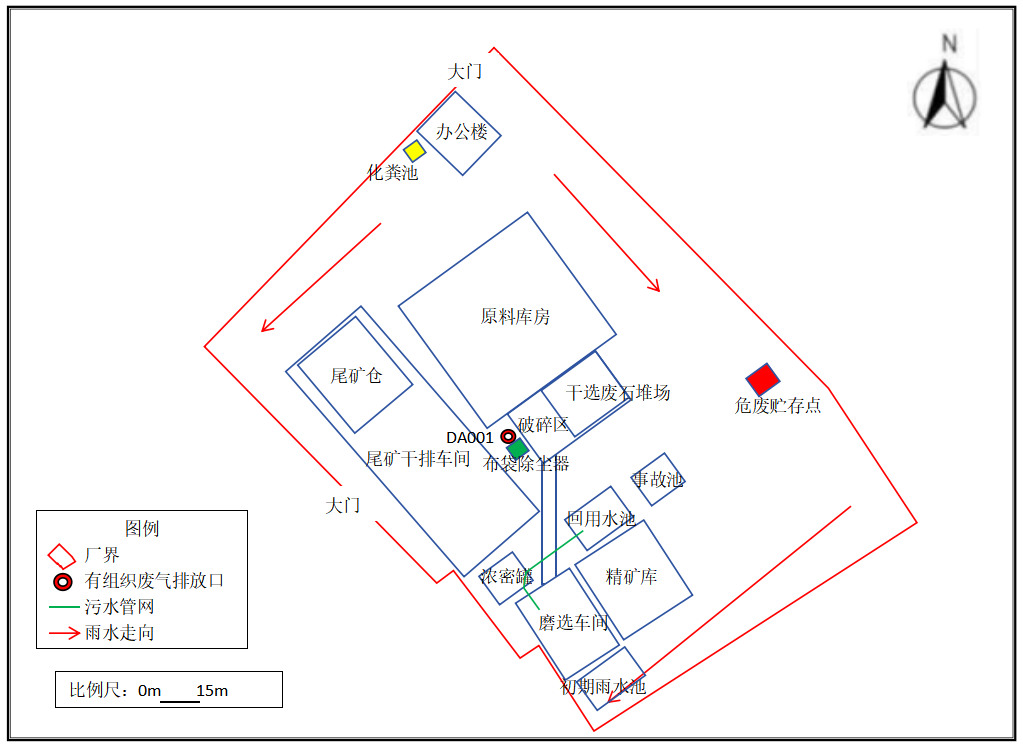 N
大门
办公楼
化粪池
原料库房
尾矿仓
干选废石堆场
危废贮存点
破碎区
DA001
尾矿干排车间
布袋除尘器
事故池
大门
回用水池
浓密罐
精矿库
磨选车间
初期雨水池
图例
厂界
有组织废气排放口
污水管网
雨水走向
比例尺：0m 15m